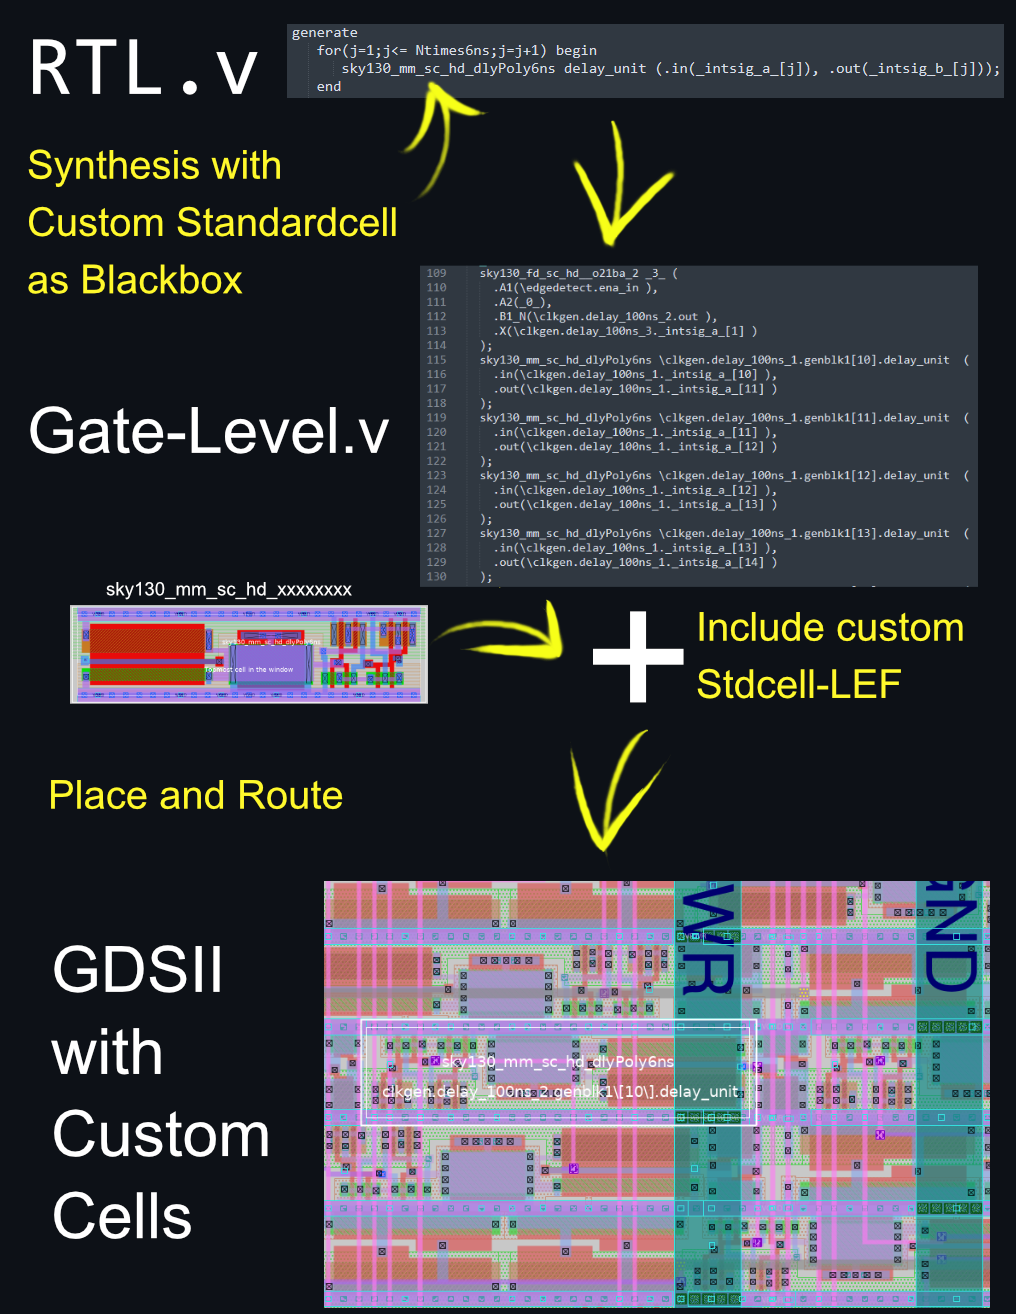 RTL.v
generate
for(j=1;j<= Ntimes6ns;j=j+1) begin
sky130_mm_sc_hd_dlyPoly6ns delay_unit (.in(_intsig_a_[j]), .out(_intsig_b_[j]));
end
Synthesis with
Custom Standardcell
as Blackbox
109 sky130_fd_sc_hd__o21ba_2 _3_ (
110 .A1(\edgedetect.ena_in ),
111 .A2(_0_),
112 .B1_N(\clkgen.delay_100ns_2.out ),
113 .X(\clkgen.delay_100ns_3._intsig_a_[1] )
114 );
115 sky130_mm_sc_hd_dlyPoly6ns \clkgen.delay_100ns_1.genblk1[10].delay_unit (
116 .in(\clkgen.delay_100ns_1._intsig_a_[10] ),
117 .out(\clkgen.delay_100ns_1._intsig_a_[11] )
118 );
119 sky130_mm_sc_hd_dlyPoly6ns \clkgen.delay_100ns_1.genblk1[11].delay_unit (
120 .in(\clkgen.delay_100ns_1._intsig_a_[11] ),
121 .out(\clkgen.delay_100ns_1._intsig_a_[12] )
122 );
123 sky130_mm_sc_hd_dlyPoly6ns \clkgen.delay_100ns_1.genblk1[12].delay_unit (
124 .in(\clkgen.delay_100ns_1._intsig_a_[12] ),
125 .out(\clkgen.delay_100ns_1._intsig_a_[13] )
126 );
127 sky130_mm_sc_hd_dlyPoly6ns \clkgen.delay_100ns_1.genblk1[13].delay_unit (
128 .in(\clkgen.delay_100ns_1._intsig_a_[13] ),
129 .out(\clkgen.delay_100ns_1._intsig_a_[14] )
130 );
Gate-Level.v
sky130_mm_sc_hd_xxxxxxxx
sky130_mm_sc_hd_dlyPoly6ns
Topmost cell in the window
+
Include custom
Stdcell-LEF
Place and Route
GDSII
with
Custom
Cells
WR
GND
sky130_mm_sc_hd_dlyPoly6ns
clkgen.delay_100ns_2.genblk1\[10\].delay_unit